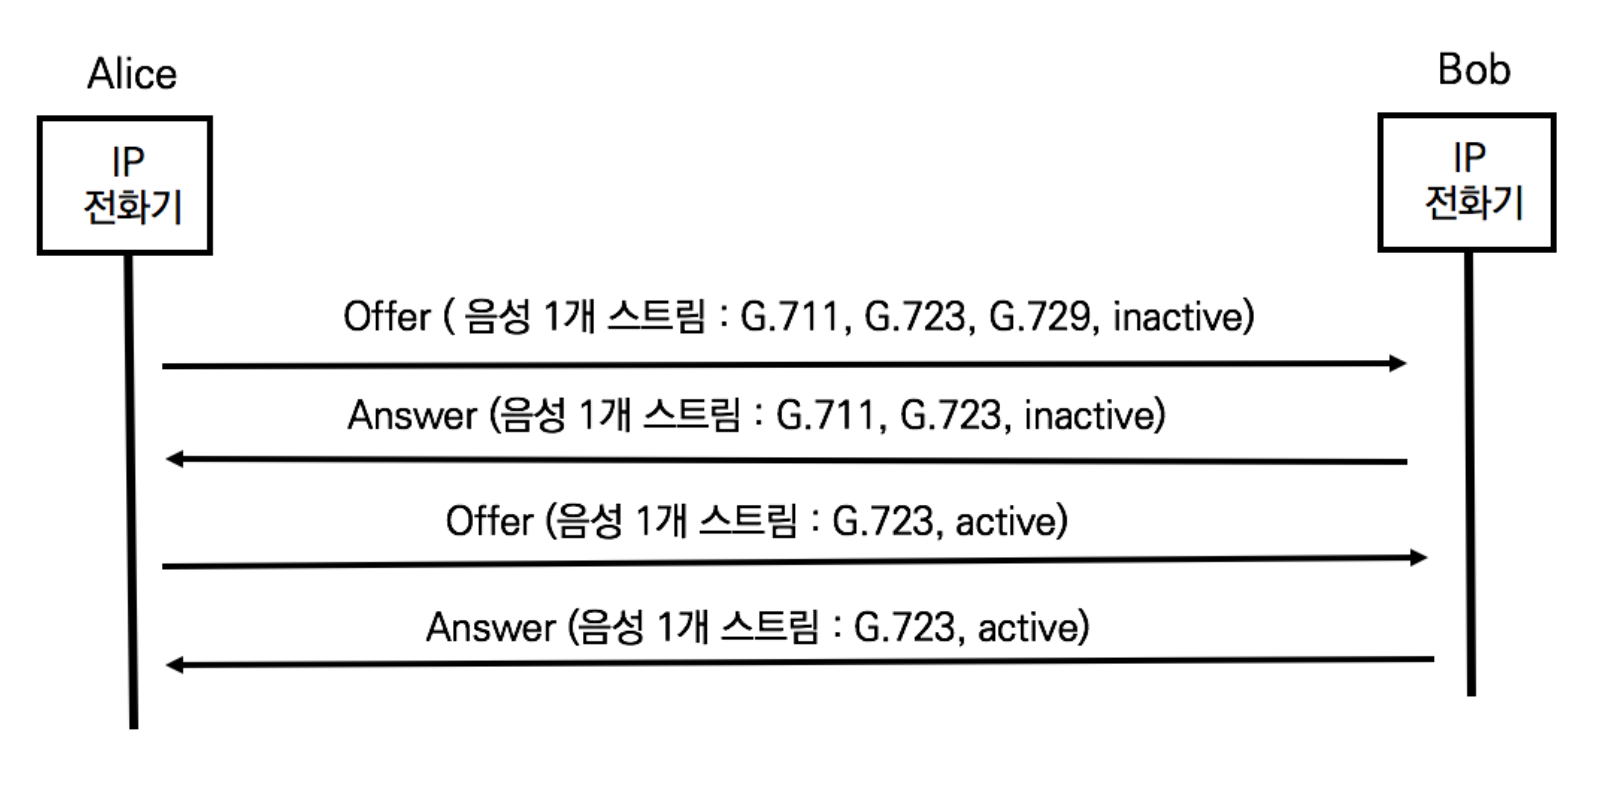 Alice
Bob
IP
전화기
IP
전화기
Offer ( 음성 1개 스트림 : G.711, G.723, G.729, inactive)
Answer (음성 1개 스트림 : G.711, G.723, inactive)
Offer (음성 1개 스트림 : G.723, active)
Answer (음성 1개 스트림 : G.723, active)